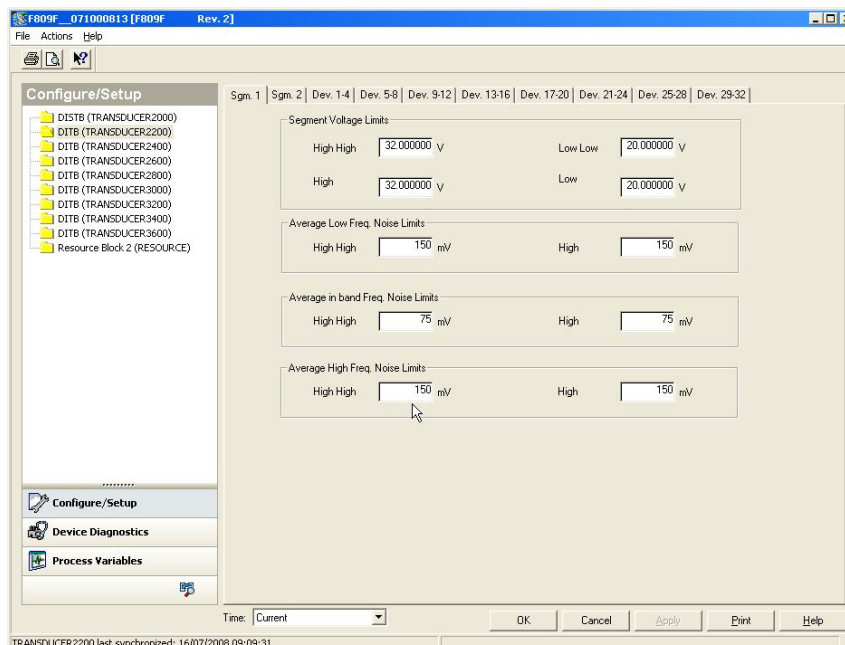 F809F__071000813 [F809F Rev. 2]
File Actions Help
Configure/Setup
DISTB (TRANSDUCER2000)
DITB (TRANSDUCER2200)
DITB (TRANSDUCER2400)
DITB (TRANSDUCER2600)
DITB (TRANSDUCER2800)
DITB (TRANSDUCER3000)
DITB (TRANSDUCER3200)
DITB (TRANSDUCER3400)
DITB (TRANSDUCER3600)
Resource Block 2 (RESOURCE)
Configure/Setup
Device Diagnostics
Process Variables
Sgm. 1 Sgm. 2 Dev. 1-4 Dev. 5-8 Dev. 9-12 Dev. 13-16 Dev. 17-20 Dev. 21-24 Dev. 25-28 Dev. 29-32
Segment Voltage Limits
High High 32.000000 V Low Low 20.000000 V
High 32.000000 V Low 20.000000 V
Average Low Freq. Noise Limits
High High 150 mV High 150 mV
Average in band Freq. Noise Limits
High High 75 mV High 75 mV
Average High Freq. Noise Limits
High High 150 mV High 150 mV
Time: Current OK Cancel Apply Print Help
TRANSDUCER2200 last synchronized: 16/07/2008 09:09:31